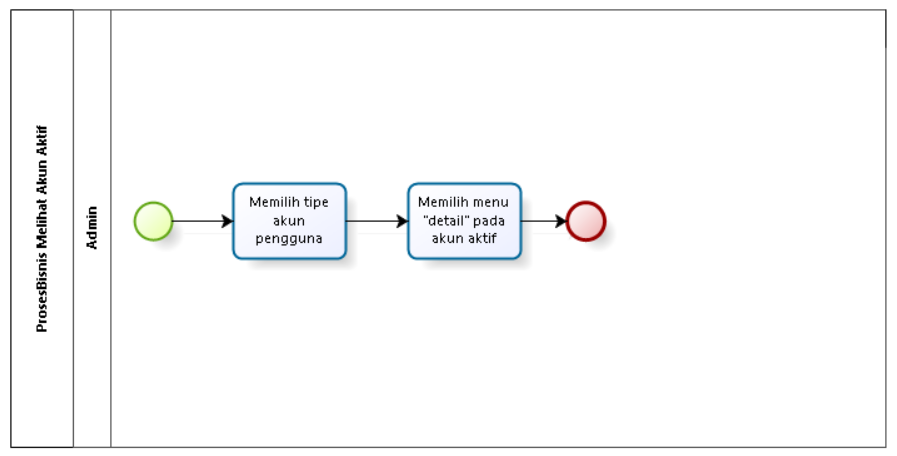 ProsesBisnis Melihat Akun Aktif
Admin
Memilih tipe
akun
pengguna
Memilih menu
"detail" pada
akun aktif